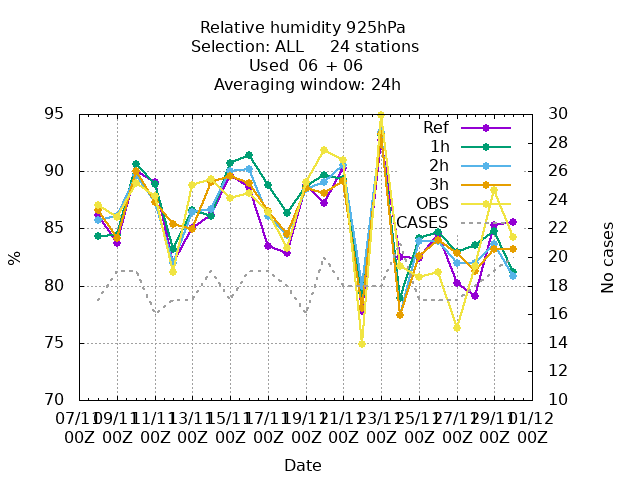 Relative humidity 925hPa
Selection: ALL 24 stations
Used 06 + 06
Averaging window: 24h
95
90
85
80
75
70
%
30
28
26
24
22
20
18
16
14
12
10
No cases
Ref
1h
2h
3h
OBS
CASES
07/11 09/11 11/11 13/11 15/11 17/11 19/11 21/11 23/11 25/11 27/11 29/11 01/12
00Z 00Z 00Z 00Z 00Z 00Z 00Z 00Z 00Z 00Z 00Z 00Z 00Z
Date